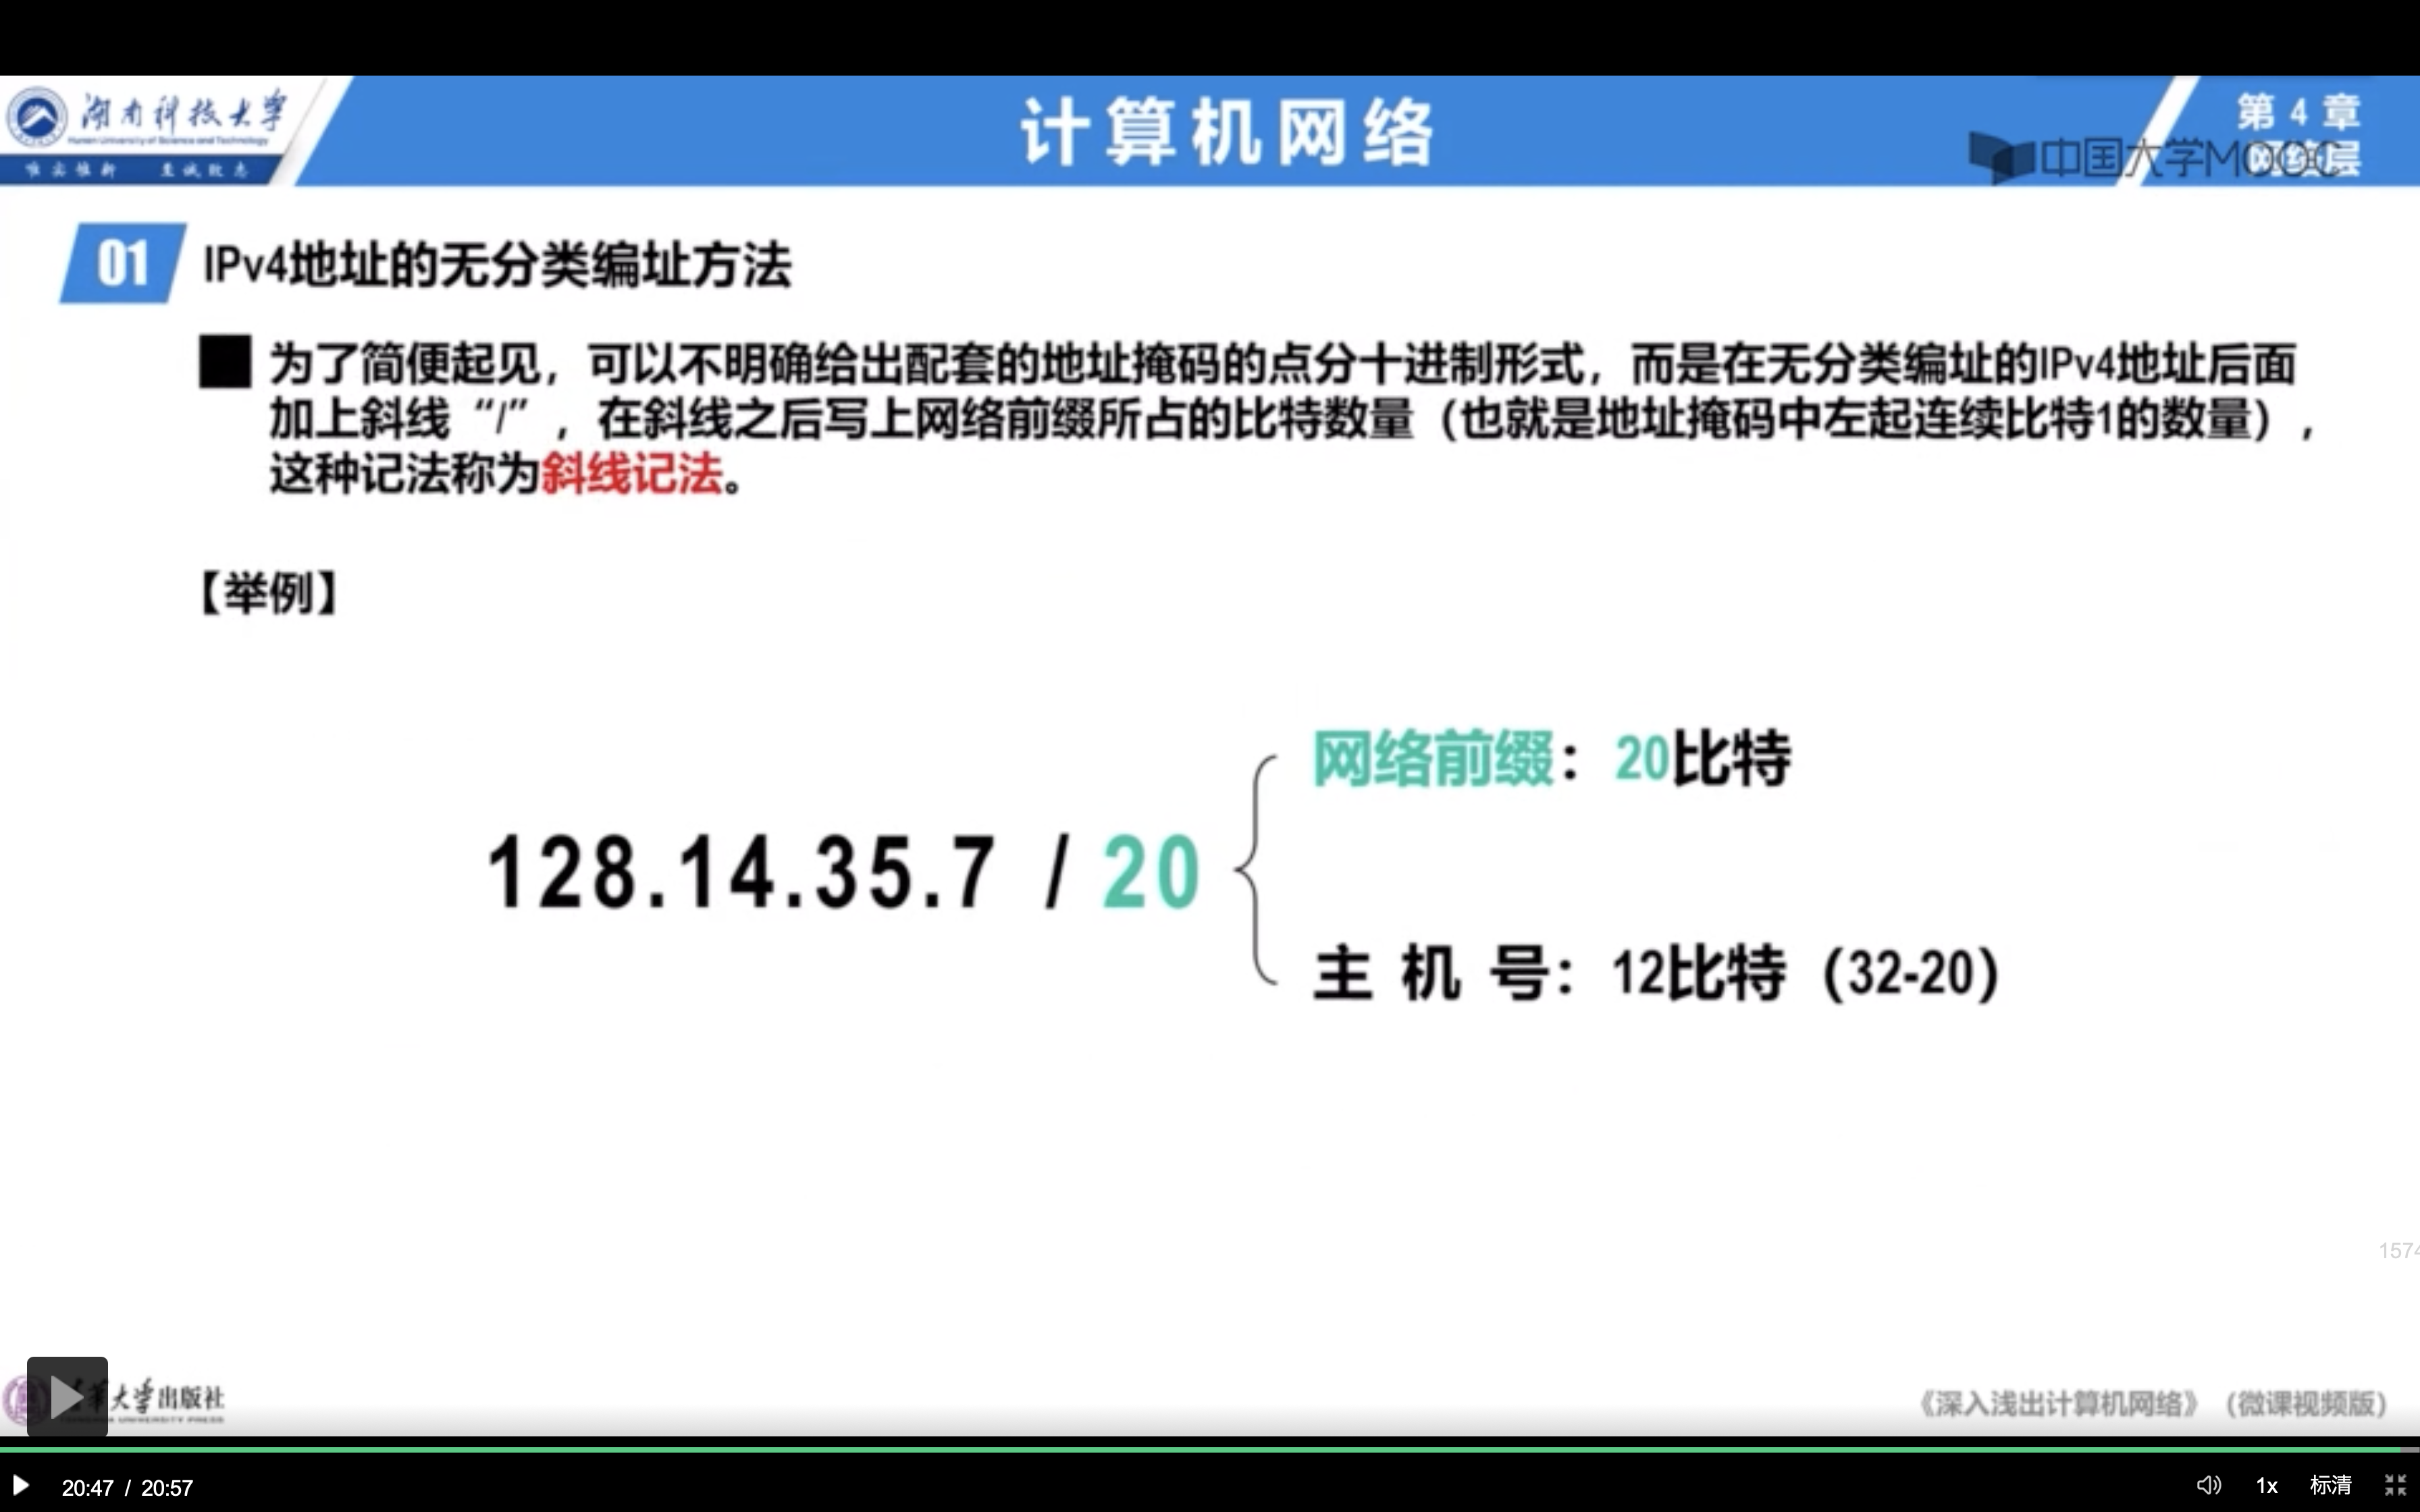 湖南科技大学
Hunan University of Science and Technology
唯实惟新 至诚致志
计算机网络
第 4 章
网络层
中国大学MOOC
01 IPv4地址的无分类编址方法
为了简便起见，可以不明确给出配套的地址掩码的点分十进制形式，而是在无分类编址的IPv4地址后面
加上斜线“/”，在斜线之后写上网络前缀所占的比特数量（也就是地址掩码中左起连续比特1的数量），
这种记法称为斜线记法。
【举例】
网络前缀：20比特
128.14.35.7 / 20
主 机 号：12比特（32-20）
1574
大学出版社
UNIVERSITY PRESS
《深入浅出计算机网络》（微课视频版）
20:47 / 20:57
1x 标清